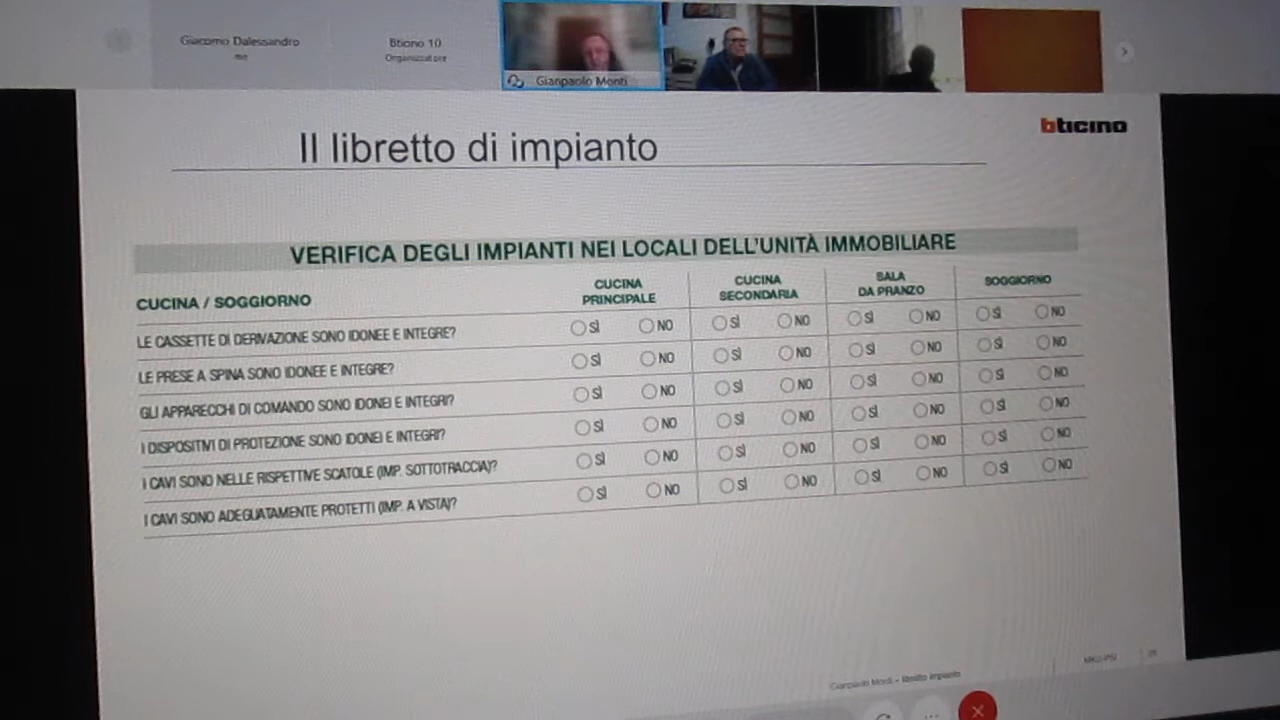 Giacomo Dalessandro
me
Bticino 10
Organizzatore
Gianpaolo Monti
bticino
Il libretto di impianto
VERIFICA DEGLI IMPIANTI NEI LOCALI DELL'UNITÀ IMMOBILIARE
CUCINA / SOGGIORNO
CUCINA PRINCIPALE
CUCINA SECONDARIA
SALA DA PRANZO
SOGGIORNO
LE CASSETTE DI DERIVAZIONE SONO IDONEE E INTEGRE? SÌ NO SÌ NO SÌ NO SÌ NO
LE PRESE A SPINA SONO IDONEE E INTEGRE? SÌ NO SÌ NO SÌ NO SÌ NO
GLI APPARECCHI DI COMANDO SONO IDONEI E INTEGRI? SÌ NO SÌ NO SÌ NO SÌ NO
I DISPOSITIVI DI PROTEZIONE SONO IDONEI E INTEGRI? SÌ NO SÌ NO SÌ NO SÌ NO
I CAVI SONO NELLE RISPETTIVE SCATOLE (IMP. SOTTOTRACCIA)? SÌ NO SÌ NO SÌ NO SÌ NO
I CAVI SONO ADEGUATAMENTE PROTETTI (IMP. A VISTA)? SÌ NO SÌ NO SÌ NO SÌ NO
Gianpaolo Monti – libretto impianto